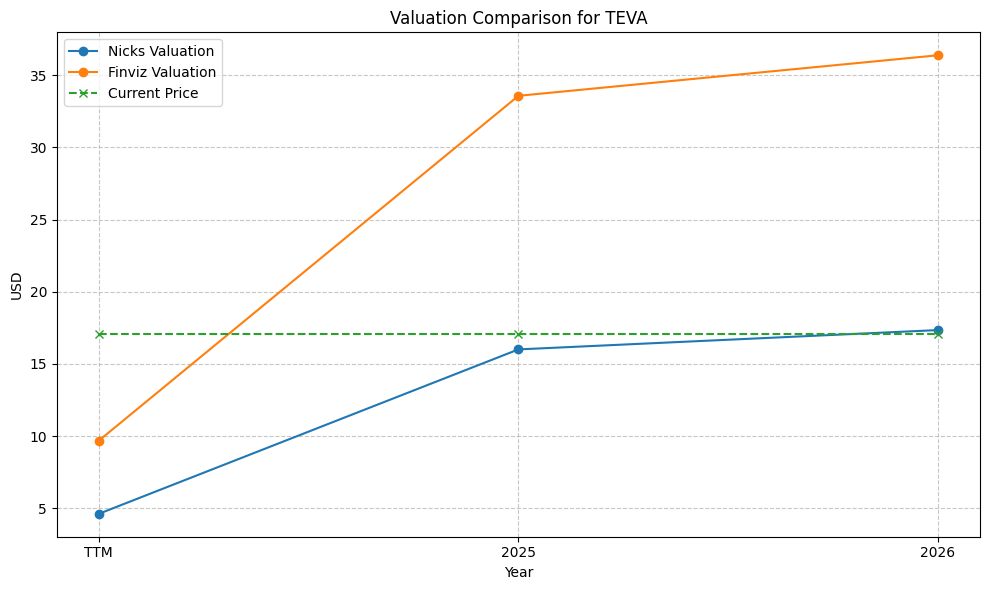 Valuation Comparison for TEVA
Nicks Valuation
Finviz Valuation
Current Price
USD
35
30
25
20
15
10
5
TTM
2025
2026
Year